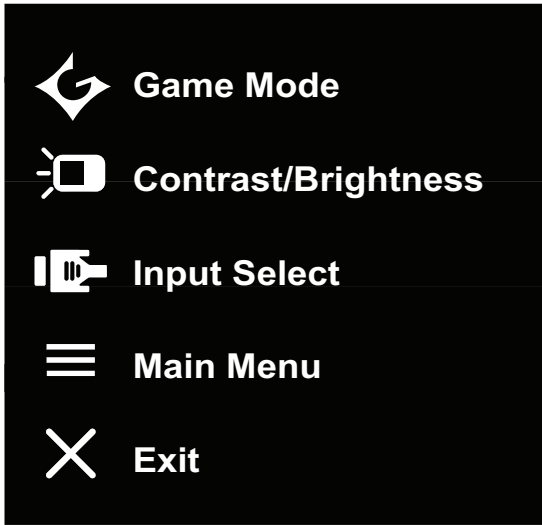 Game Mode
Contrast/Brightness
Input Select
Main Menu
Exit